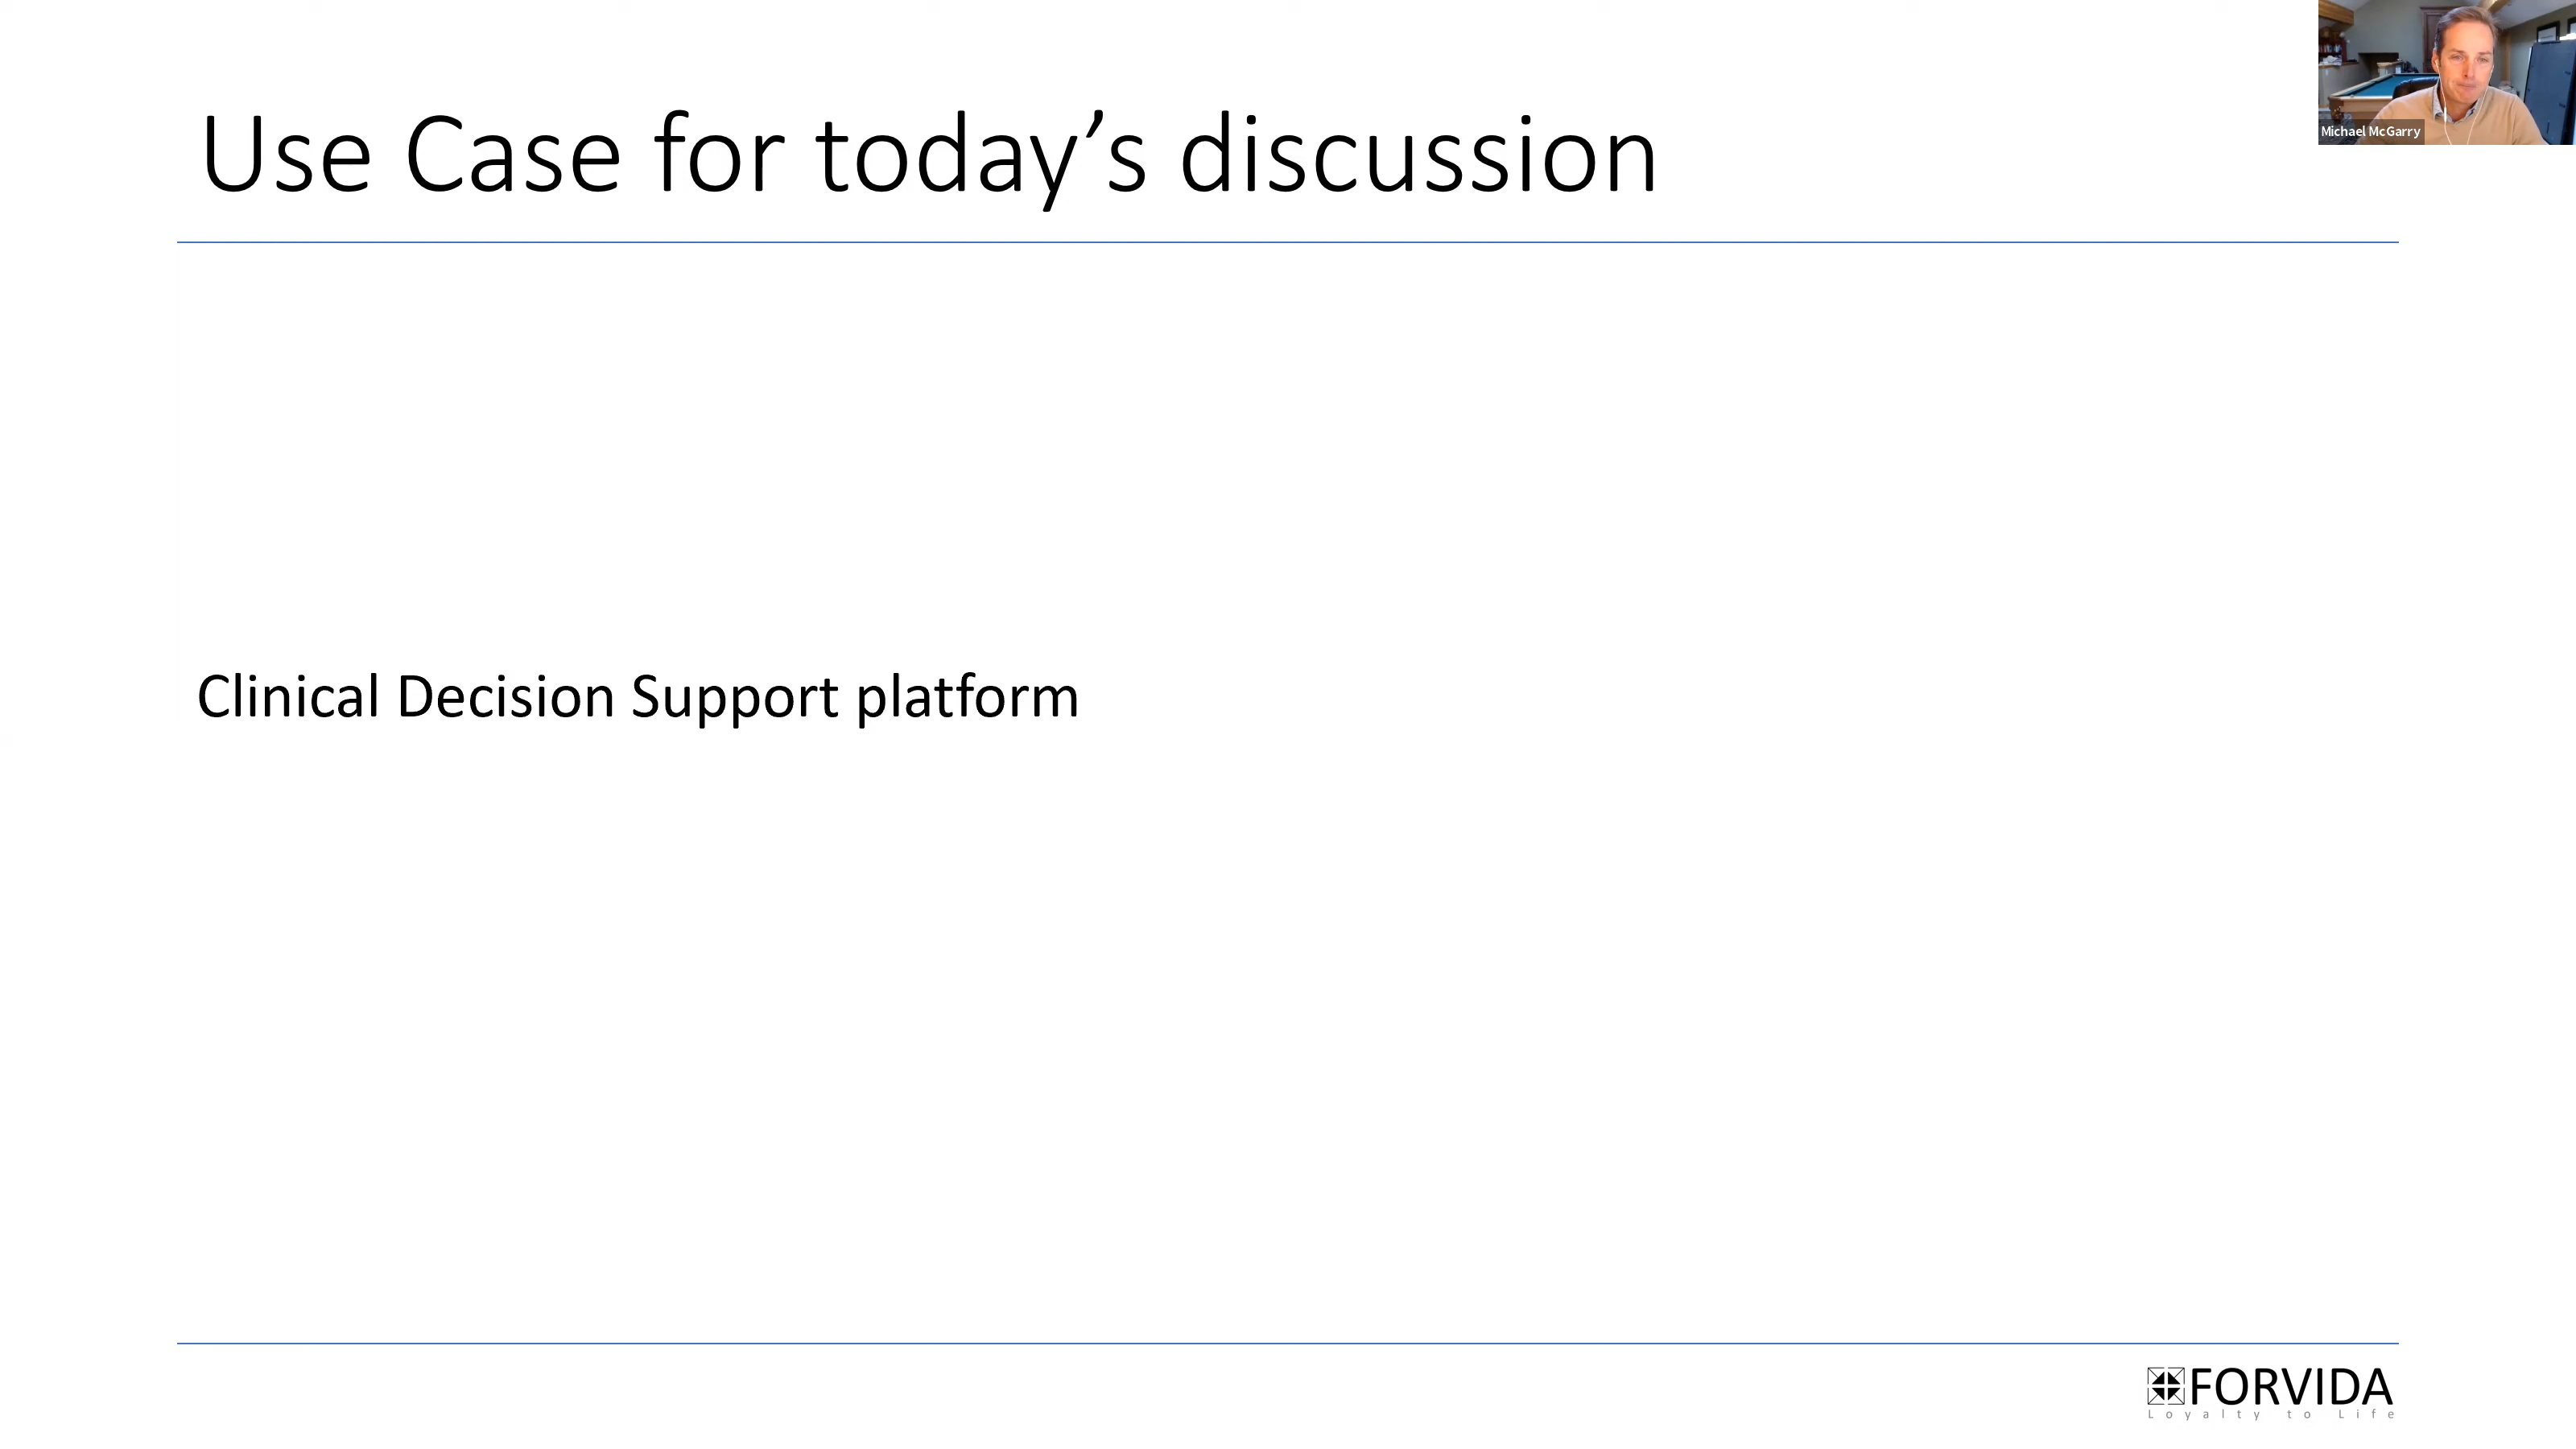 Use Case for today’s discussion
Michael McGarry
Clinical Decision Support platform
FORVIDA
Loyalty to Life